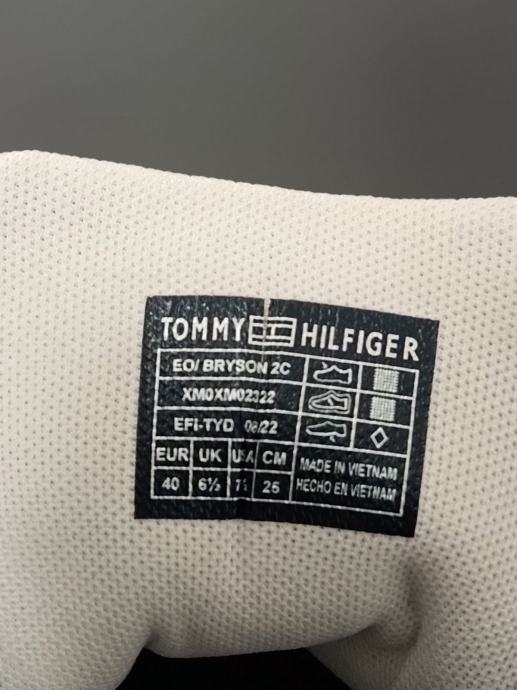 TOMMY HILFIGER
EO/ BRYSON 2C
XM0XM02322
EFI-TYD 08/22
EUR UK USA CM
40 6½ 25
MADE IN VIETNAM
HECHO EN VIETNAM